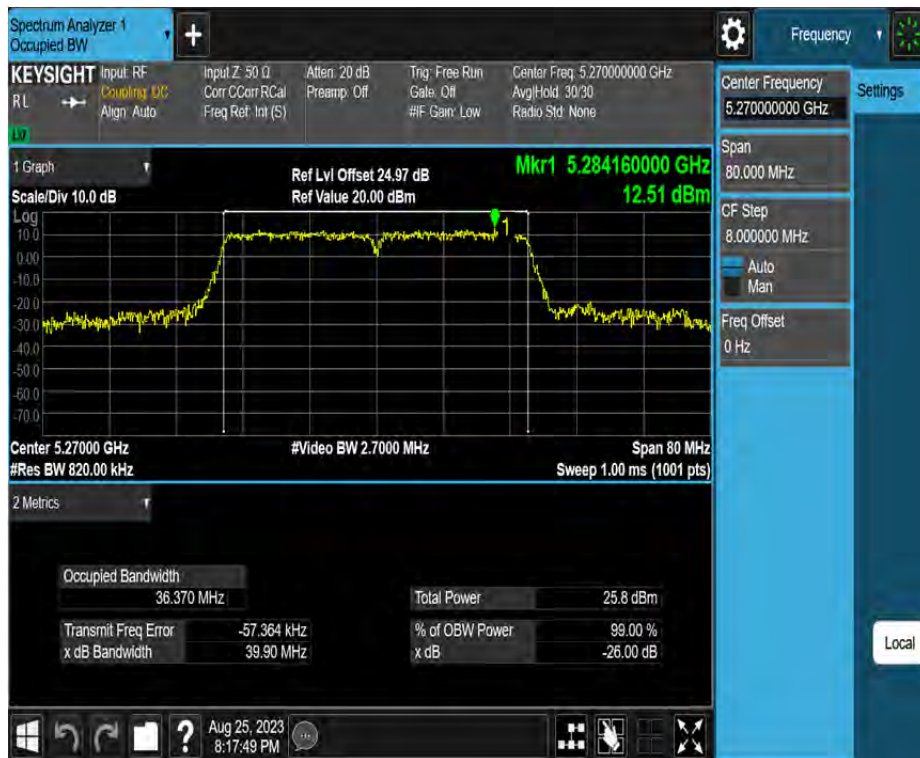 Spectrum Analyzer 1
Occupied BW
+
Frequency
KEYSIGHT
RL
Input: RF
Coupling: DC
Align: Auto
Input Z: 50 Ω
Corr CCorr RCal
Freq Ref: Int (S)
Atten: 20 dB
Preamp: Off
Trig: Free Run
Gate: Off
#IF Gain: Low
Center Freq: 5.270000000 GHz
Avg|Hold: 30/30
Radio Std: None
Center Frequency
5.270000000 GHz
Settings
Span
80.000 MHz
CF Step
8.000000 MHz
Auto
Man
Freq Offset
0 Hz
1 Graph
Scale/Div 10.0 dB
Ref Lvl Offset 24.97 dB
Ref Value 20.00 dBm
Mkr1 5.284160000 GHz
12.51 dBm
Log
10.0
0.00
-10.0
-20.0
-30.0
-40.0
-50.0
-60.0
-70.0
1
Center 5.27000 GHz
#Video BW 2.7000 MHz
Span 80 MHz
#Res BW 820.00 kHz
Sweep 1.00 ms (1001 pts)
2 Metrics
Occupied Bandwidth
36.370 MHz
Total Power 25.8 dBm
Transmit Freq Error -57.364 kHz
% of OBW Power 99.00 %
x dB Bandwidth 39.90 MHz
x dB -26.00 dB
Local
?
Aug 25, 2023
8:17:49 PM